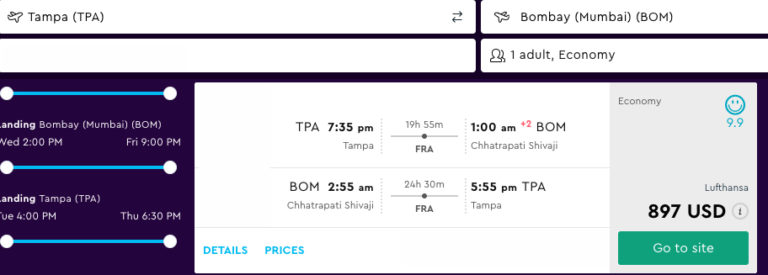 Tampa (TPA)
Bombay (Mumbai) (BOM)
1 adult, Economy
Landing Bombay (Mumbai) (BOM)
Wed 2:00 PM Fri 9:00 PM
Landing Tampa (TPA)
Tue 4:00 PM Thu 6:30 PM
TPA 7:35 pm 19h 55m 1:00 am +2 BOM
Tampa FRA Chhatrapati Shivaji
BOM 2:55 am 24h 30m 5:55 pm TPA
Chhatrapati Shivaji FRA Tampa
DETAILS PRICES
Economy
9.9
Lufthansa
897 USD i
Go to site